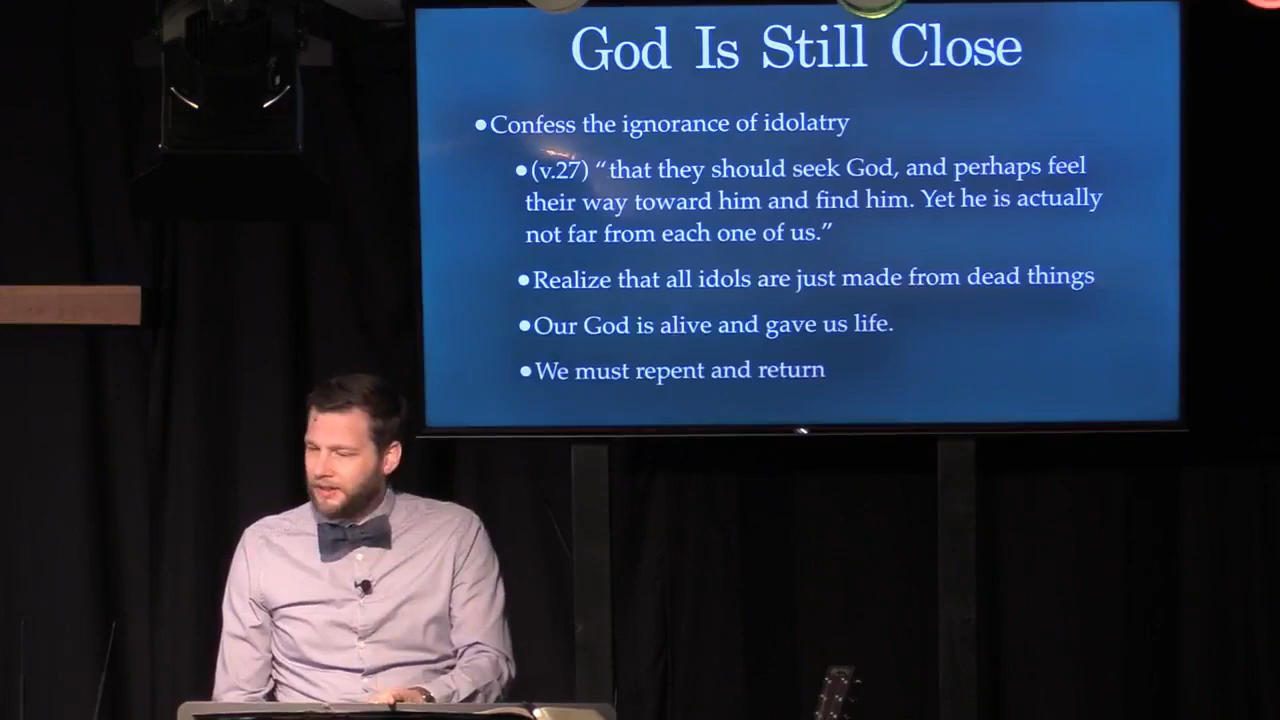 God Is Still Close
•Confess the ignorance of idolatry
•(v.27) “that they should seek God, and perhaps feel
their way toward him and find him. Yet he is actually
not far from each one of us.”
•Realize that all idols are just made from dead things
•Our God is alive and gave us life.
•We must repent and return